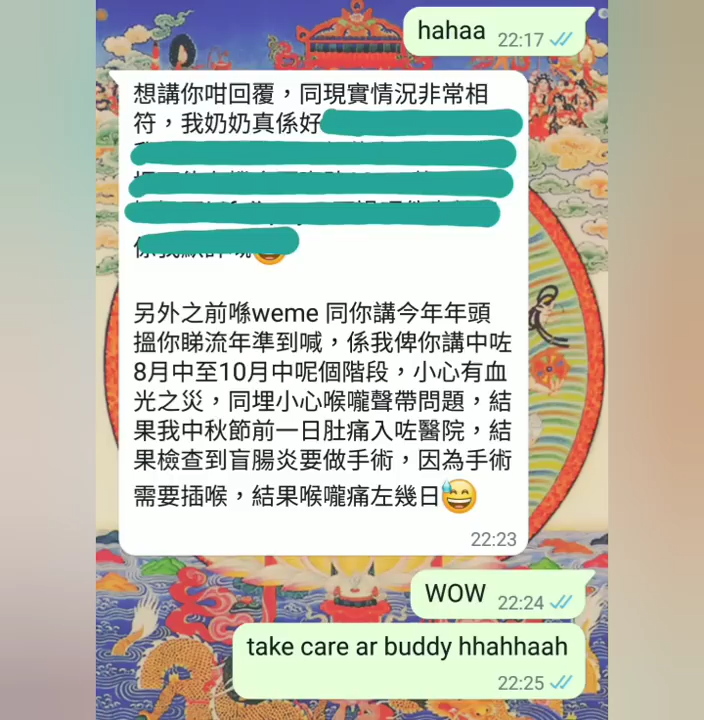 hahaa
22:17
想講你咁回覆，同現實情況非常相
符，我奶奶真係好
另外之前喺weme 同你講今年年頭
搵你睇流年準到喊，係我俾你講中咗
8月中至10月中呢個階段，小心有血
光之災，同埋小心喉嚨聲帶問題，結
果我中秋節前一日肚痛入咗醫院，結
果檢查到盲腸炎要做手術，因為手術
需要插喉，結果喉嚨痛左幾日😅
22:23
WOW 22:24
take care ar buddy hhahhaah
22:25